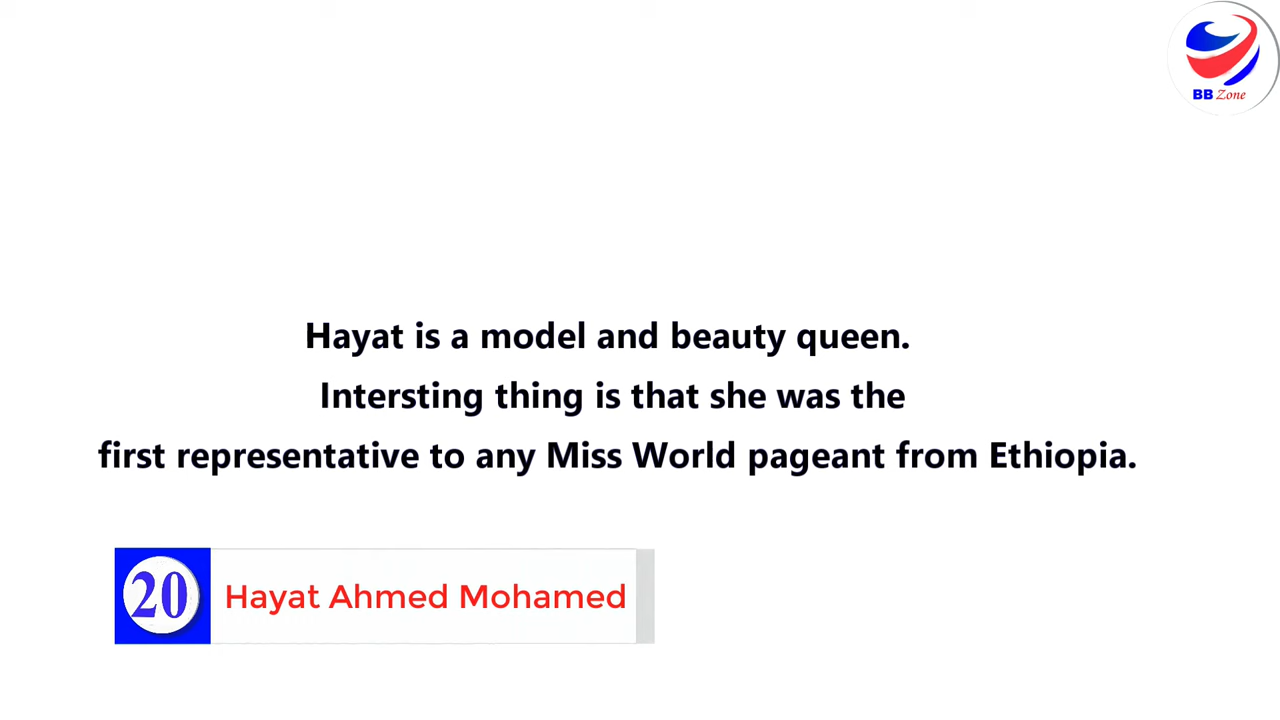 BB Zone
Hayat is a model and beauty queen.
Intersting thing is that she was the
first representative to any Miss World pageant from Ethiopia.
20 Hayat Ahmed Mohamed